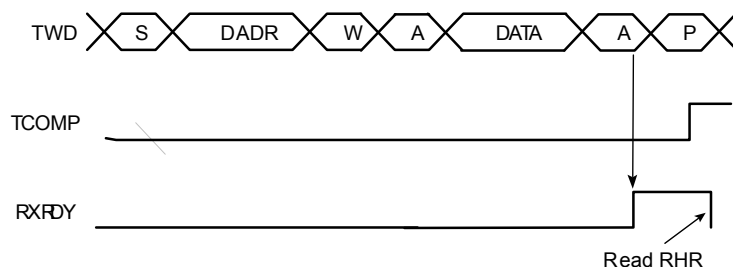 TWD S DADR W A DATA A P
TCOMP
RXRDY
Read RHR